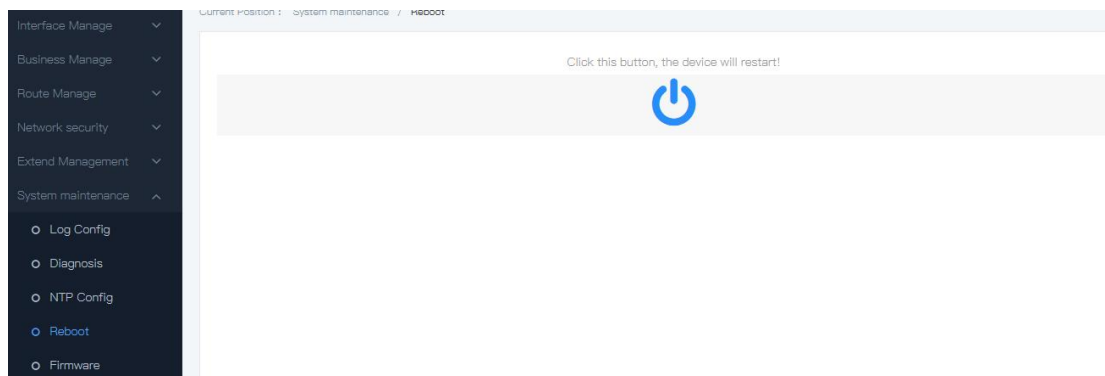 Current Position : System maintenance / Reboot
Interface Manage
Business Manage
Route Manage
Network security
Extend Management
System maintenance
Log Config
Diagnosis
NTP Config
Reboot
Firmware
Click this button, the device will restart!